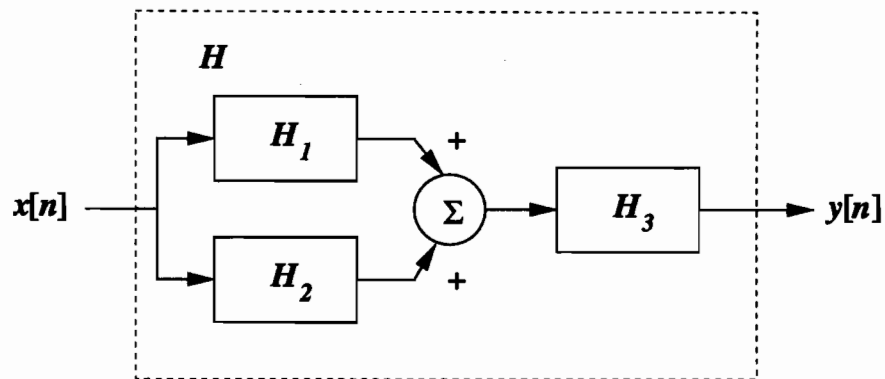 H
H1
+
x[n]
Σ
H3
y[n]
H2
+